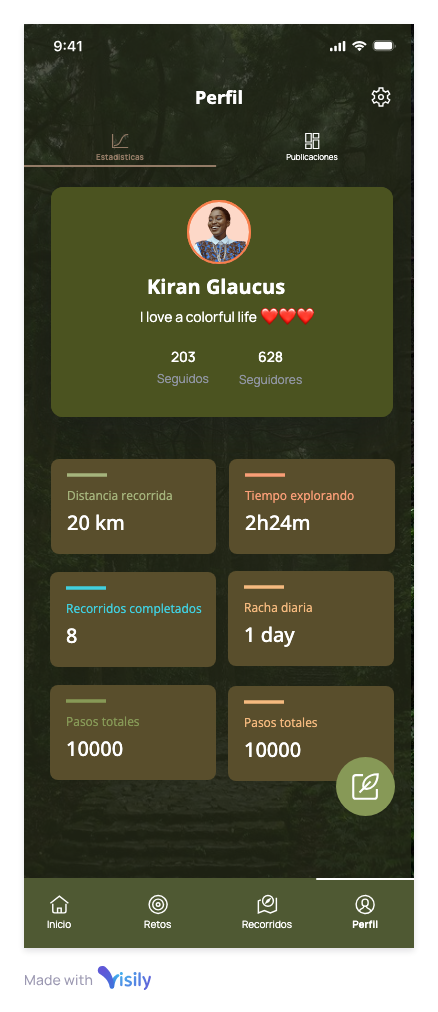 9:41
Perfil
Estadísticas
Publicaciones
Kiran Glaucus
I love a colorful life ❤️❤️❤️
203
628
Seguidos
Seguidores
Distancia recorrida
20 km
Tiempo explorando
2h24m
Recorridos completados
8
Racha diaria
1 day
Pasos totales
10000
Pasos totales
10000
Inicio
Retos
Recorridos
Perfil
Made with Visily